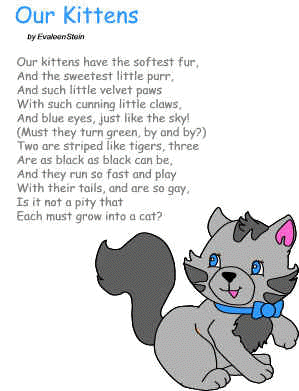 Our Kittens
by EvaleenStein
Our kittens have the softest fur,
And the sweetest little purr,
And such little velvet paws
With such cunning little claws,
And blue eyes, just like the sky!
(Must they turn green, by and by?)
Two are striped like tigers, three
Are as black as black can be,
And they run so fast and play
With their tails, and are so gay,
Is it not a pity that
Each must grow into a cat?